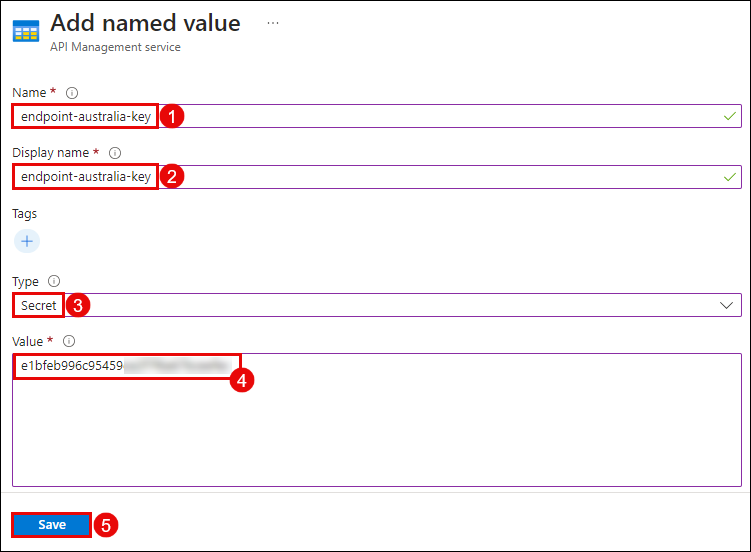 Add named value ...
API Management service
Name *
endpoint-australia-key 1
Display name *
endpoint-australia-key 2
Tags
+
Type
Secret 3
Value *
e1bfeb996c95459
4
Save 5